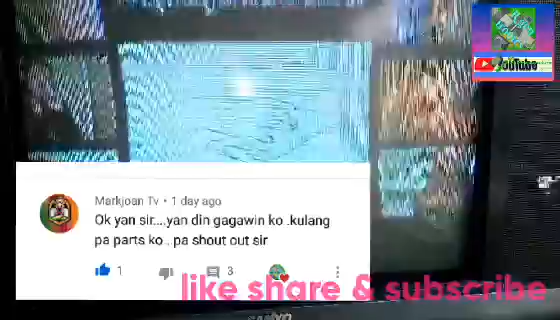 YouTube
Markjoan Tv • 1 day ago
Ok yan sir....yan din gagawin ko .kulang
pa parts ko.. pa shout out sir
1
3
like share & subscribe